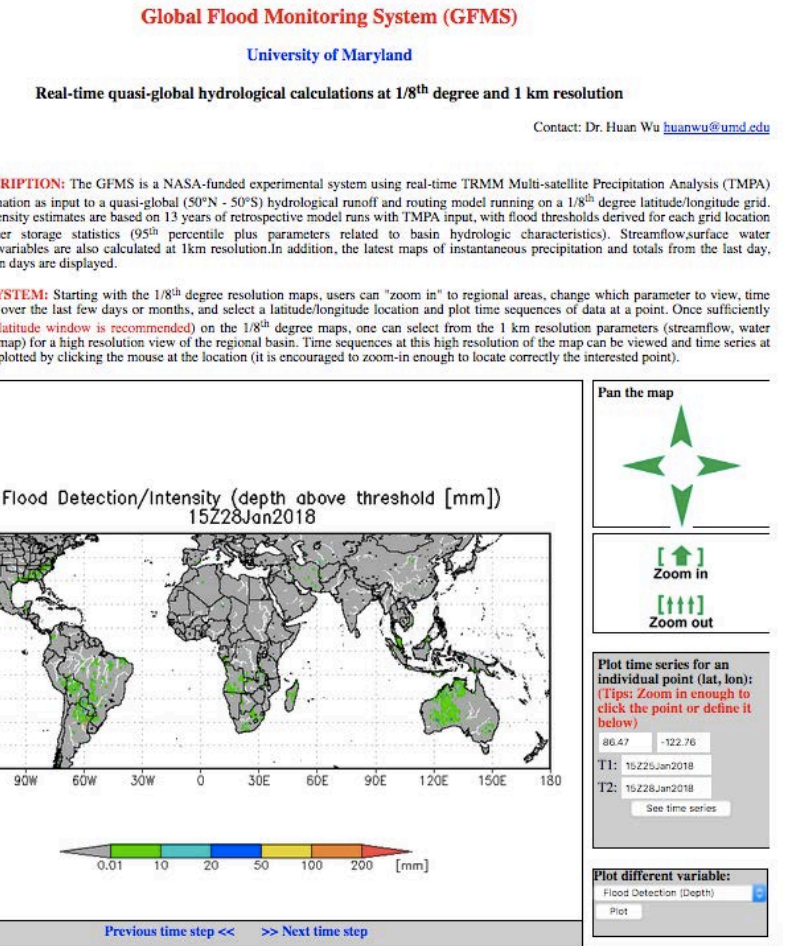 Global Flood Monitoring System (GFMS)
University of Maryland
Real-time quasi-global hydrological calculations at 1/8th degree and 1 km resolution
Contact: Dr. Huan Wu huanwu@umd.edu
RIPTION: The GFMS is a NASA-funded experimental system using real-time TRMM Multi-satellite Precipitation Analysis (TMPA)
nation as input to a quasi-global (50°N - 50°S) hydrological runoff and routing model running on a 1/8th degree latitude/longitude grid.
ensity estimates are based on 13 years of retrospective model runs with TMPA input, with flood thresholds derived for each grid location
er storage statistics (95th percentile plus parameters related to basin hydrologic characteristics). Streamflow,surface water
variables are also calculated at 1km resolution.In addition, the latest maps of instantaneous precipitation and totals from the last day,
n days are displayed.
YSTEM: Starting with the 1/8th degree resolution maps, users can "zoom in" to regional areas, change which parameter to view, time
over the last few days or months, and select a latitude/longitude location and plot time sequences of data at a point. Once sufficiently
latitude window is recommended) on the 1/8th degree maps, one can select from the 1 km resolution parameters (streamflow, water
map) for a high resolution view of the regional basin. Time sequences at this high resolution of the map can be viewed and time series at
plotted by clicking the mouse at the location (it is encouraged to zoom-in enough to locate correctly the interested point).
Flood Detection/Intensity (depth above threshold [mm])
15Z28Jan2018
90W 60W 30W 0 30E 60E 90E 120E 150E 180
0.01 10 20 50 100 200 [mm]
Previous time step << >> Next time step
Pan the map
[ ] 
Zoom in
[ ]
Zoom out
Plot time series for an
individual point (lat, lon):
(Tips: Zoom in enough to
click the point or define it
below)
86.47 -122.76
T1: 15Z25Jan2018
T2: 15Z28Jan2018
See time series
Plot different variable:
Flood Detection (Depth)
Plot